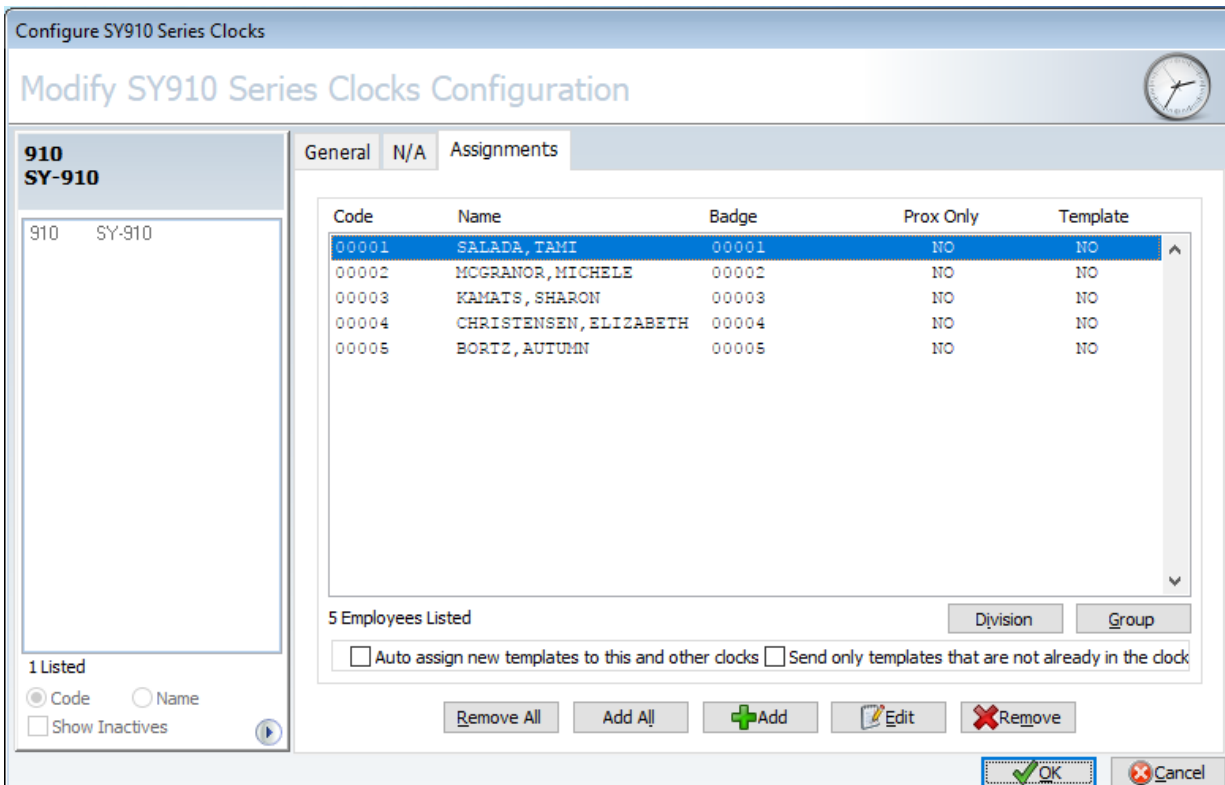 Configure SY910 Series Clocks
Modify SY910 Series Clocks Configuration
910
SY-910
910 SY-910
1 Listed
Code Name
Show Inactives
General N/A Assignments
Code Name Badge Prox Only Template
00001 SALADA,TAMI 00001 NO NO
00002 MCGRANOR,MICHELE 00002 NO NO
00003 KAMATS,SHARON 00003 NO NO
00004 CHRISTENSEN,ELIZABETH 00004 NO NO
00005 BORTZ,AUTUMN 00005 NO NO
5 Employees Listed
Division Group
Auto assign new templates to this and other clocks Send only templates that are not already in the clock
Remove All Add All Add Edit Remove
OK Cancel